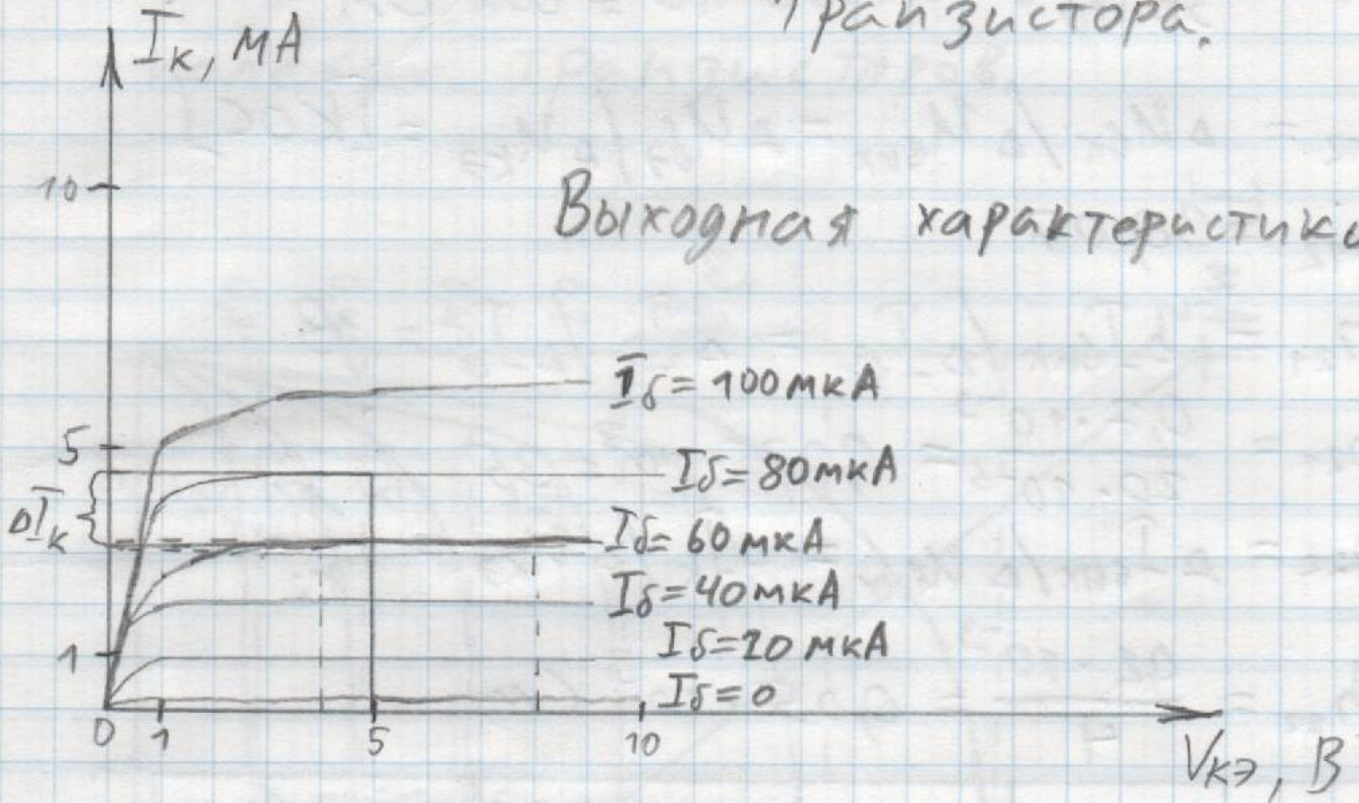 Транзистора.
I к, мА
10
Выходная характеристика
Iб = 100 мкА
5
Iб = 80 мкА
ΔIк
Iб = 60 мкА
Iб = 40 мкА
Iб = 20 мкА
1
Iб = 0
0 1 5 10
Vкэ, В